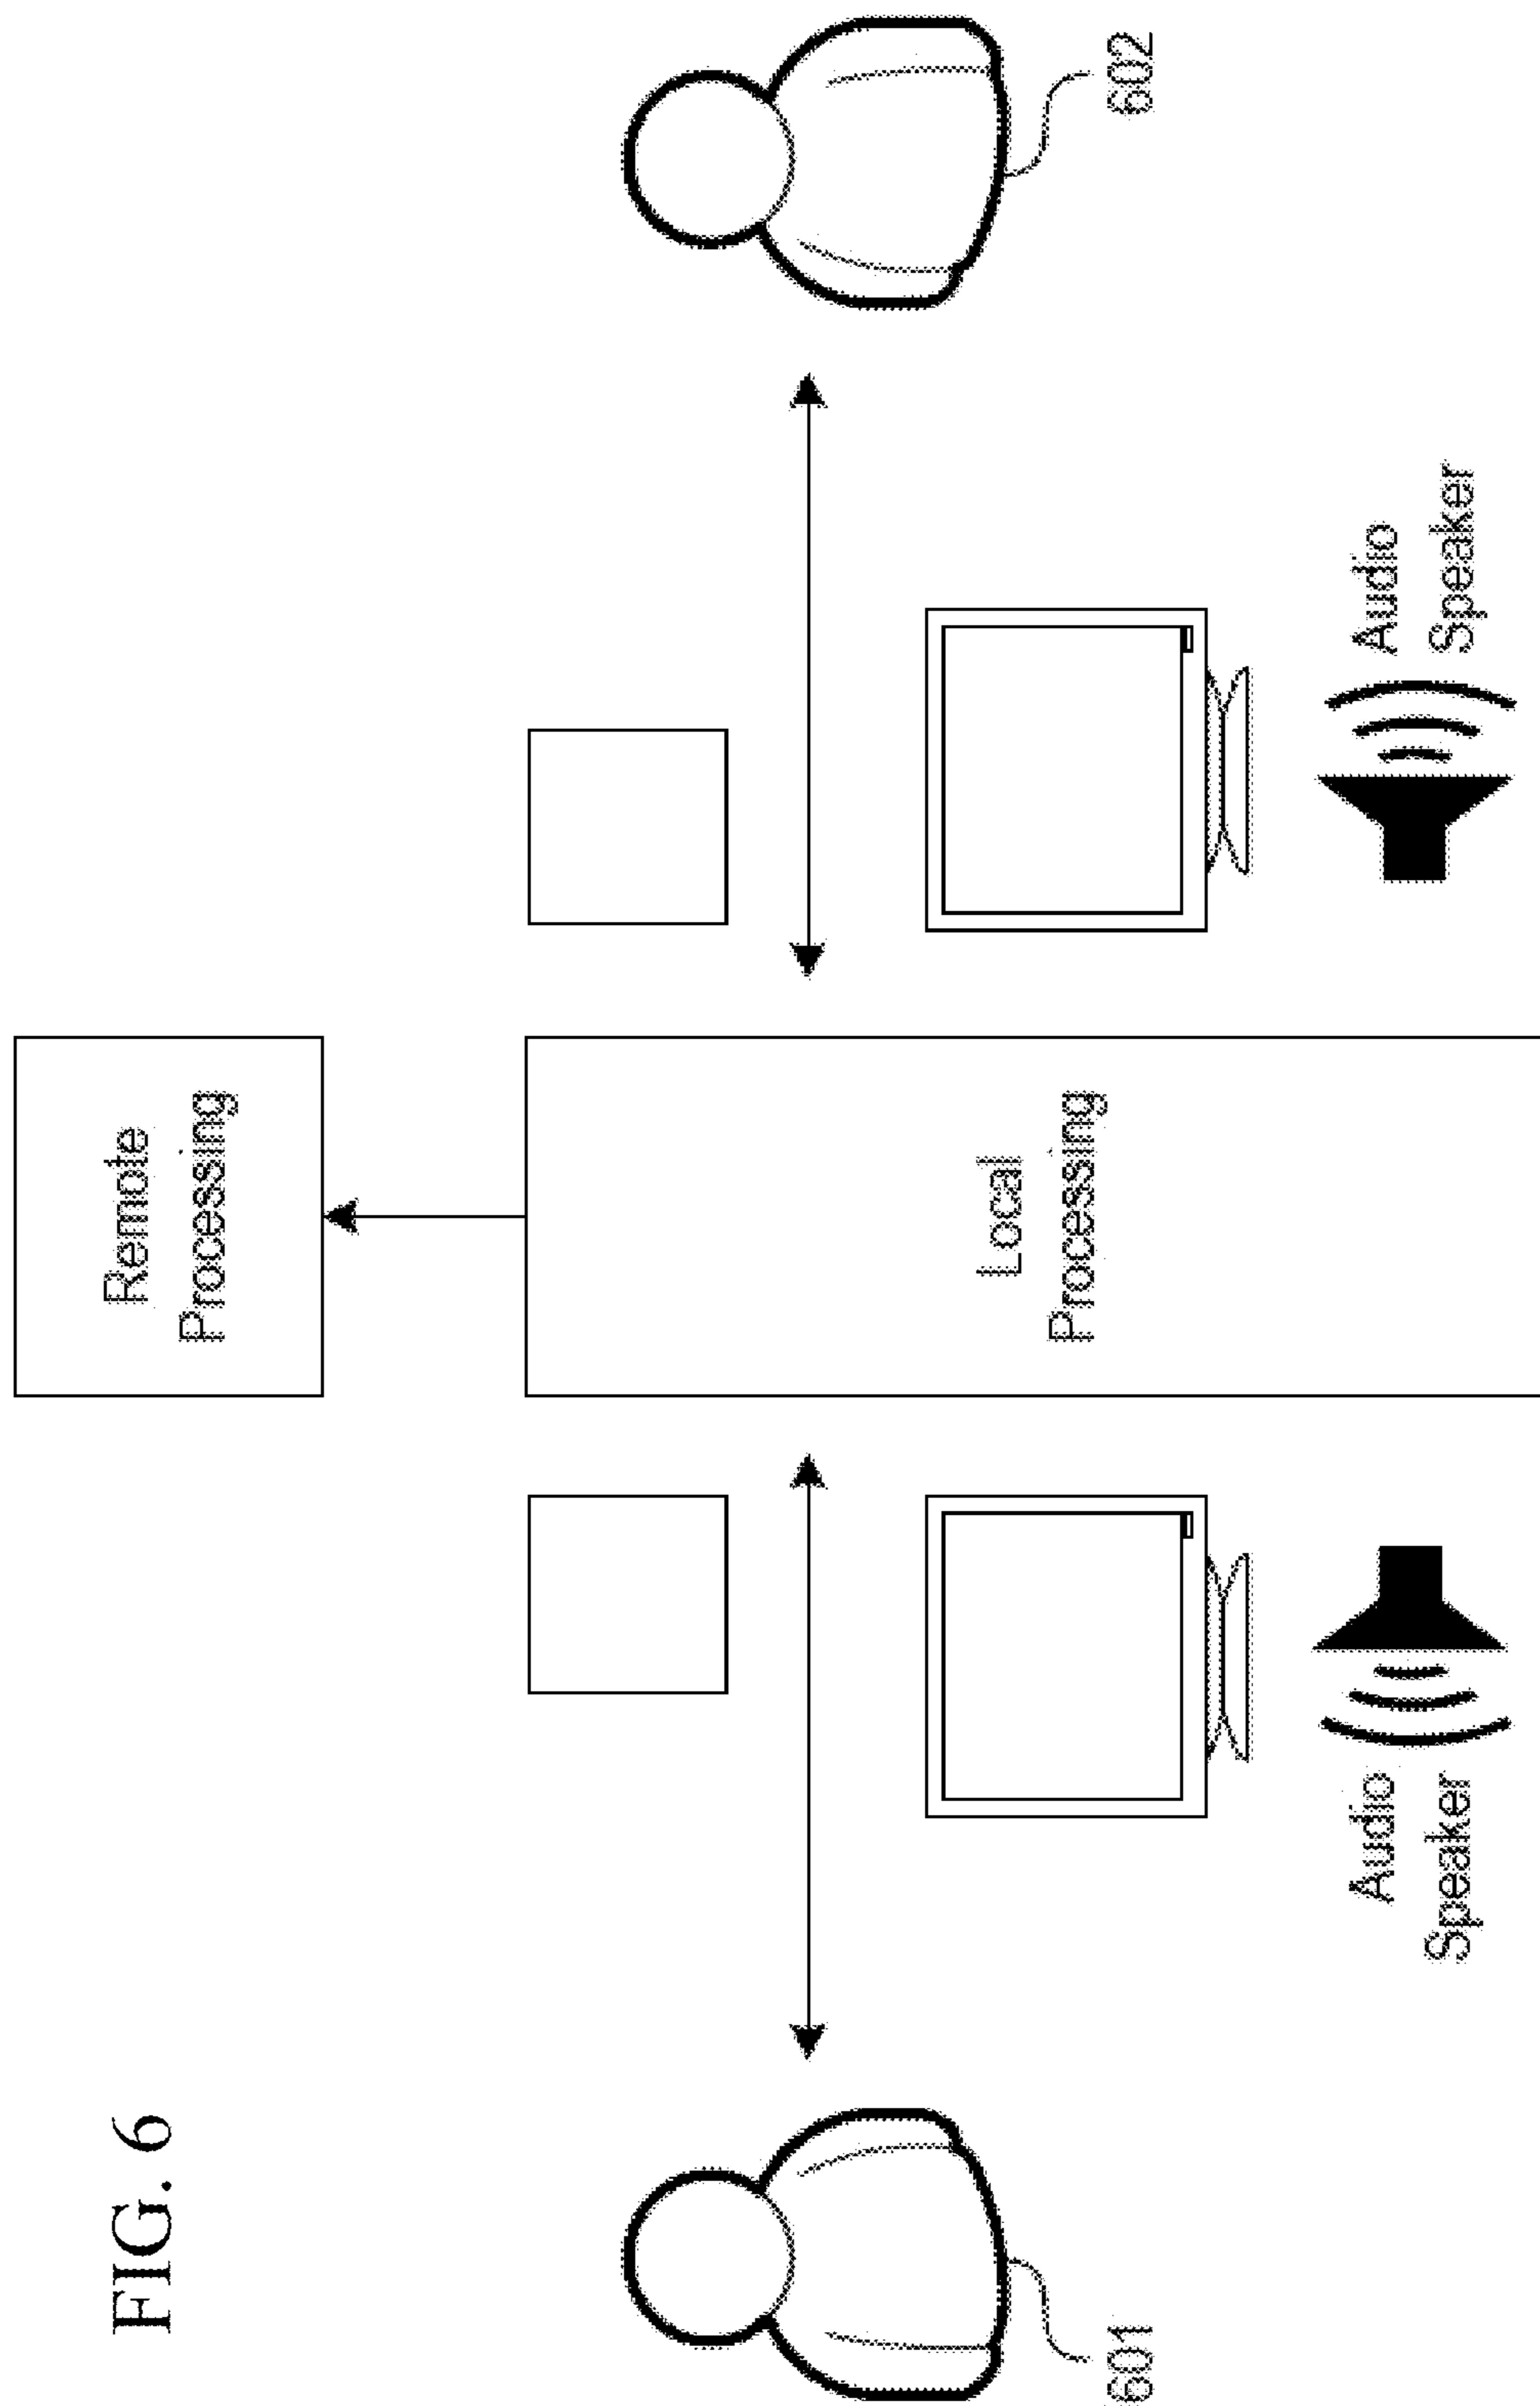 FIG. 6
Remote
Processing
Local
Processing
Audio
Speaker
Audio
Speaker
601
602